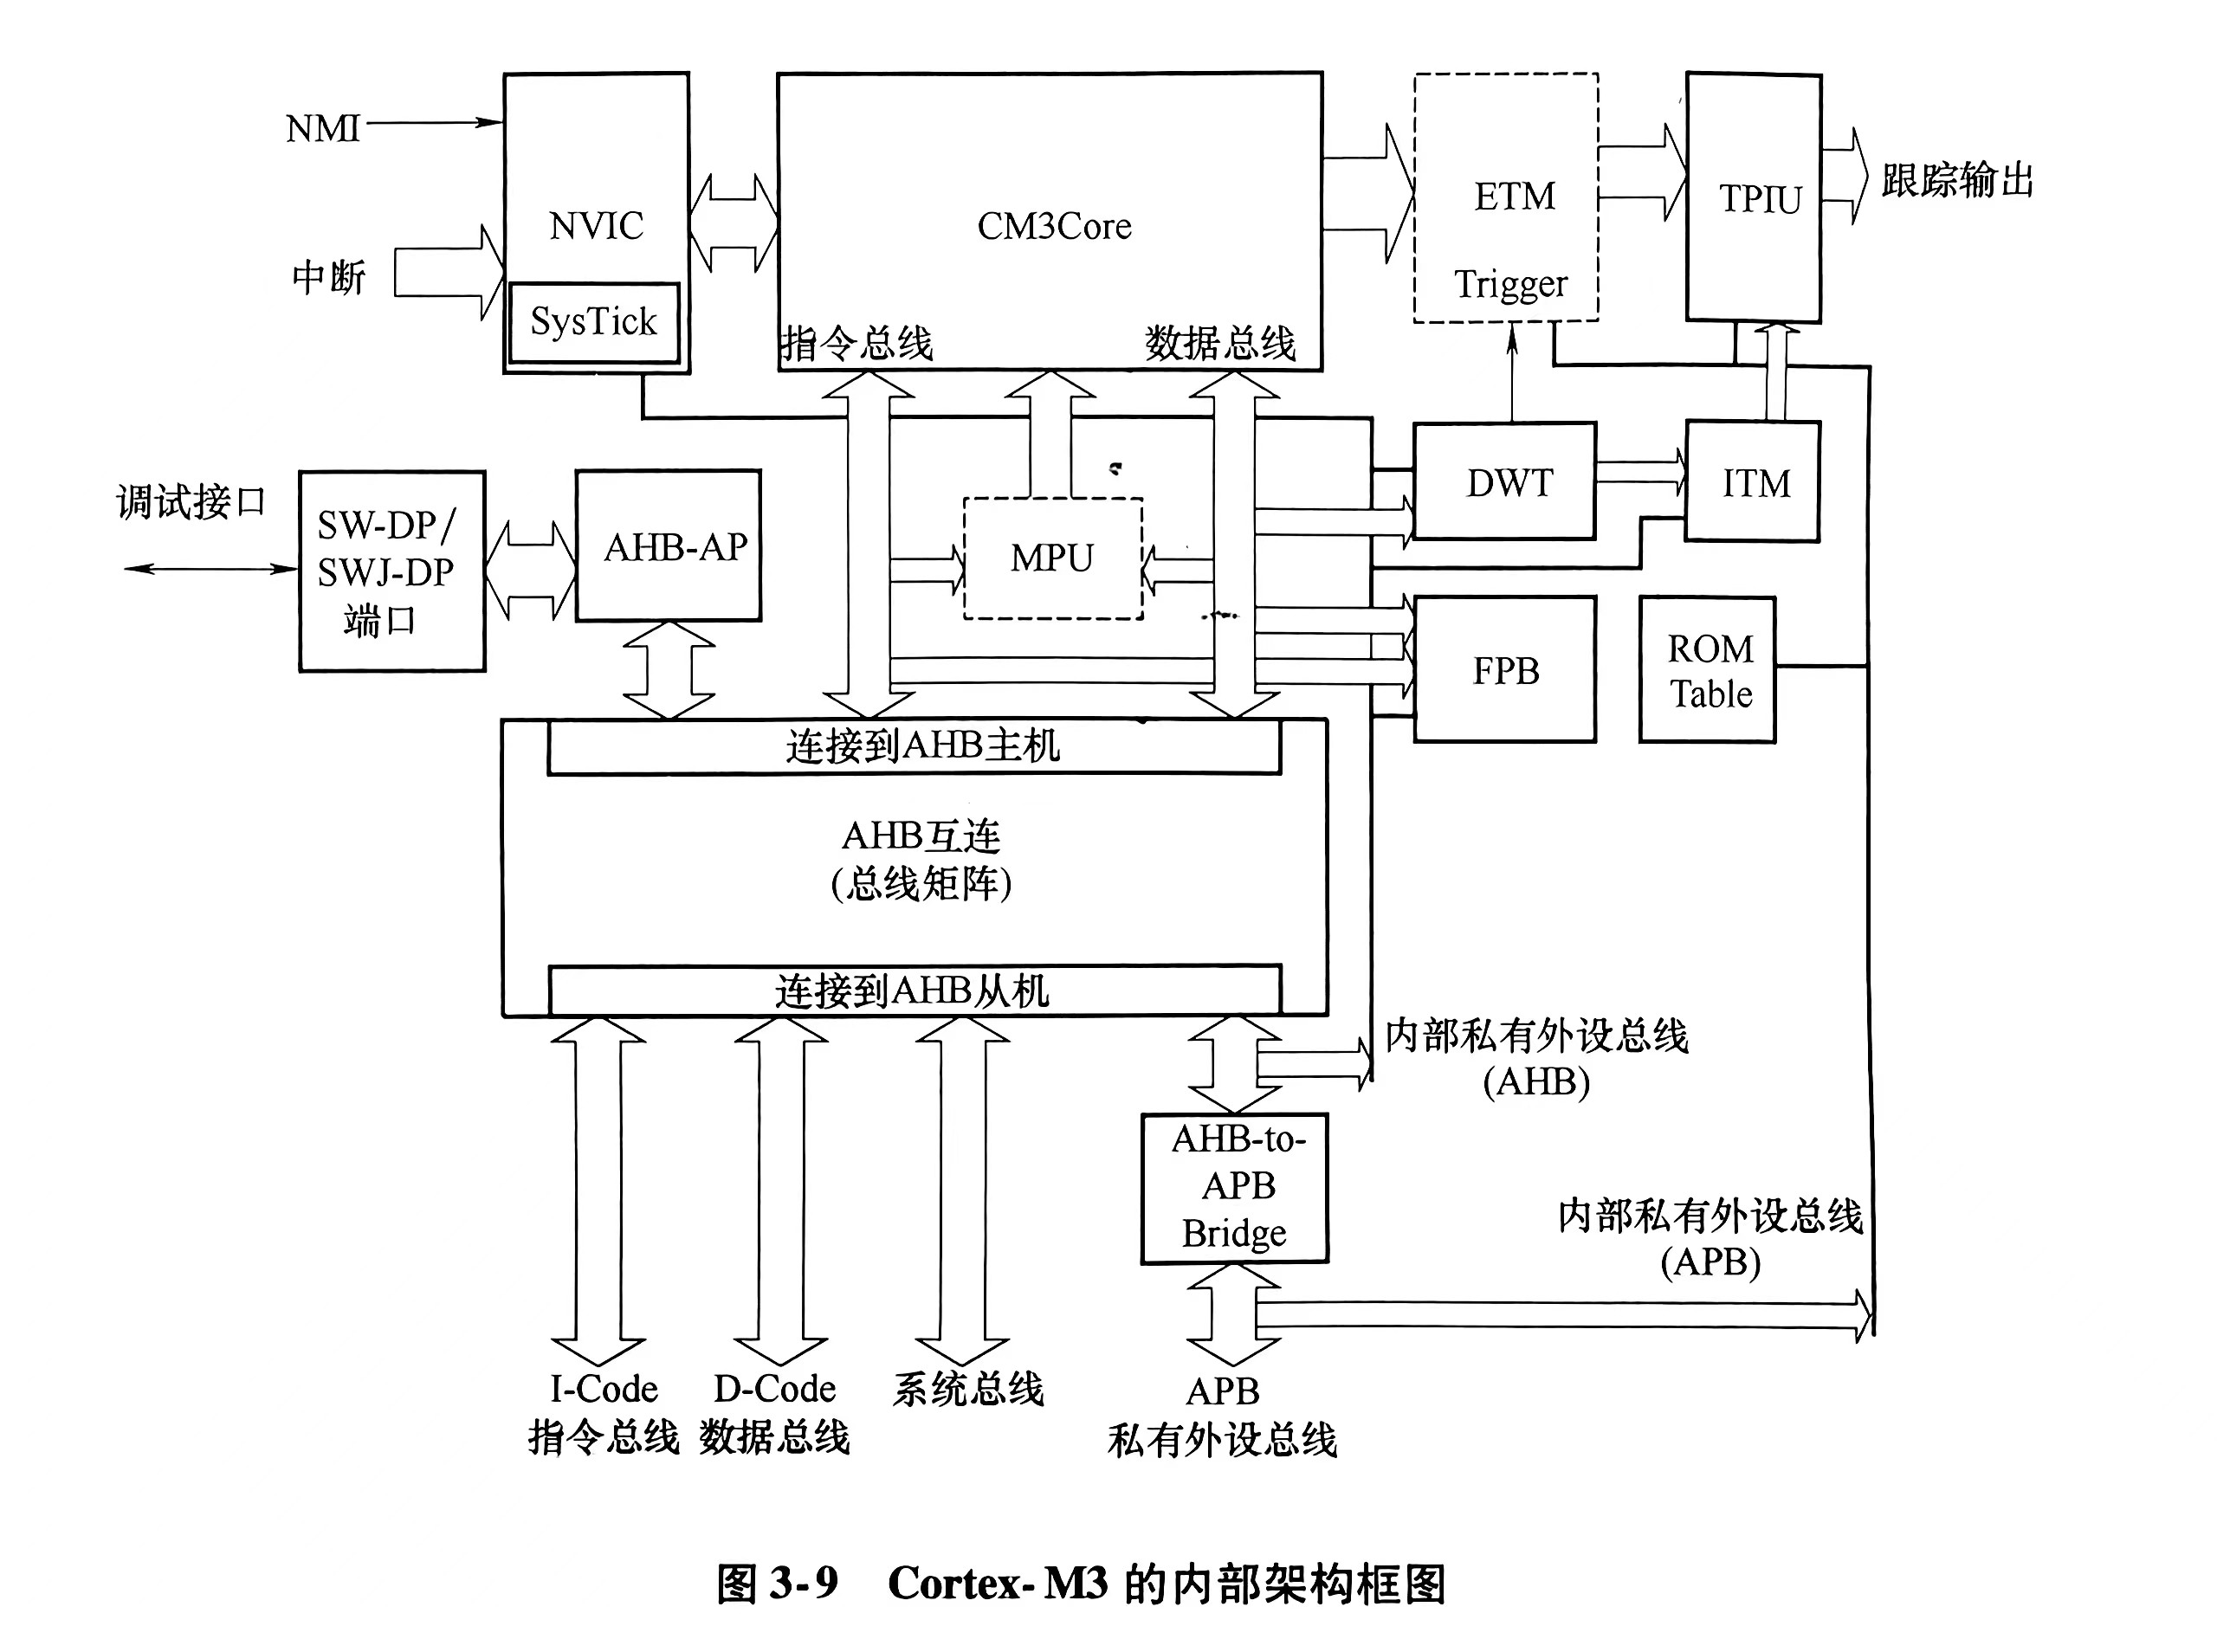 NMI
中断
NVIC
SysTick
CM3Core
指令总线
数据总线
ETM
Trigger
TPIU
跟踪输出
调试接口
SW-DP/
SWJ-DP
端口
AHB-AP
MPU
DWT
ITM
FPB
ROM
Table
连接到AHB主机
AHB互连
(总线矩阵)
连接到AHB从机
内部私有外设总线
(AHB)
AHB-to-
APB
Bridge
内部私有外设总线
(APB)
I-Code
指令总线
D-Code
数据总线
系统总线
APB
私有外设总线
图 3-9 Cortex-M3 的内部架构框图